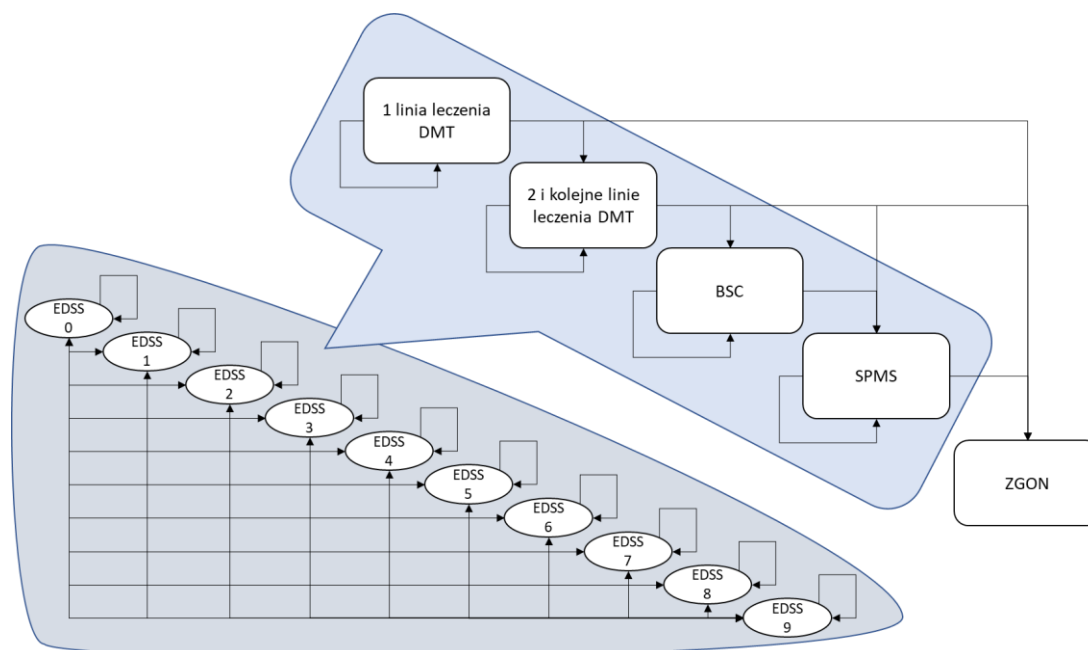 1 linia leczenia
DMT
2 i kolejne linie
leczenia DMT
BSC
SPMS
ZGON
EDSS
0
EDSS
1
EDSS
2
EDSS
3
EDSS
4
EDSS
5
EDSS
6
EDSS
7
EDSS
8
EDSS
9